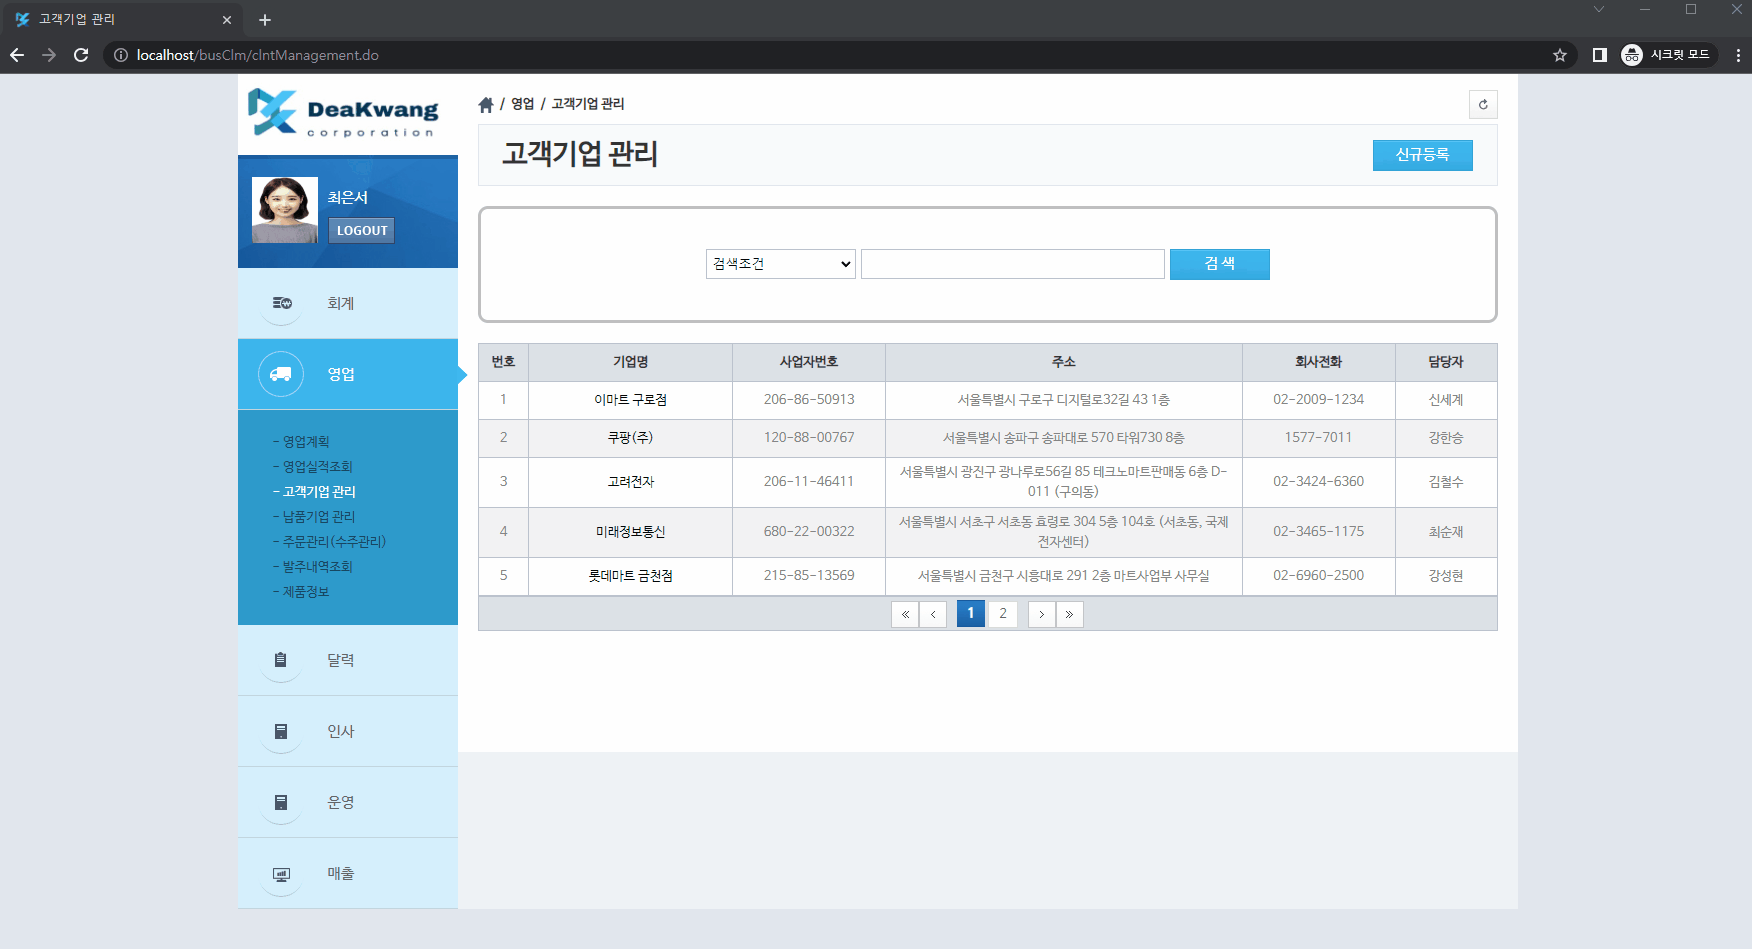 고객기업 관리
localhost/busClm/clntManagement.do
시크릿 모드
DeaKwang
corporation
/ 영업 / 고객기업 관리
고객기업 관리
신규등록
최은서
LOGOUT
검색조건
검 색
회계
영업
- 영업계획
- 영업실적조회
- 고객기업 관리
- 납품기업 관리
- 주문관리(수주관리)
- 발주내역조회
- 제품정보
달력
인사
운영
매출
번호 기업명 사업자번호 주소 회사전화 담당자
1 이마트 구로점 206-86-50913 서울특별시 구로구 디지털로32길 43 1층 02-2009-1234 신세계
2 쿠팡(주) 120-88-00767 서울특별시 송파구 송파대로 570 타워730 8층 1577-7011 강한승
3 고려전자 206-11-46411 서울특별시 광진구 광나루로56길 85 테크노마트판매동 6층 D-
011 (구의동) 02-3424-6360 김철수
4 미래정보통신 680-22-00322 서울특별시 서초구 서초동 효령로 304 5층 104호 (서초동, 국제
전자센터) 02-3465-1175 최순재
5 롯데마트 금천점 215-85-13569 서울특별시 금천구 시흥대로 291 2층 마트사업부 사무실 02-6960-2500 강성현
« ‹ 1 2 › »